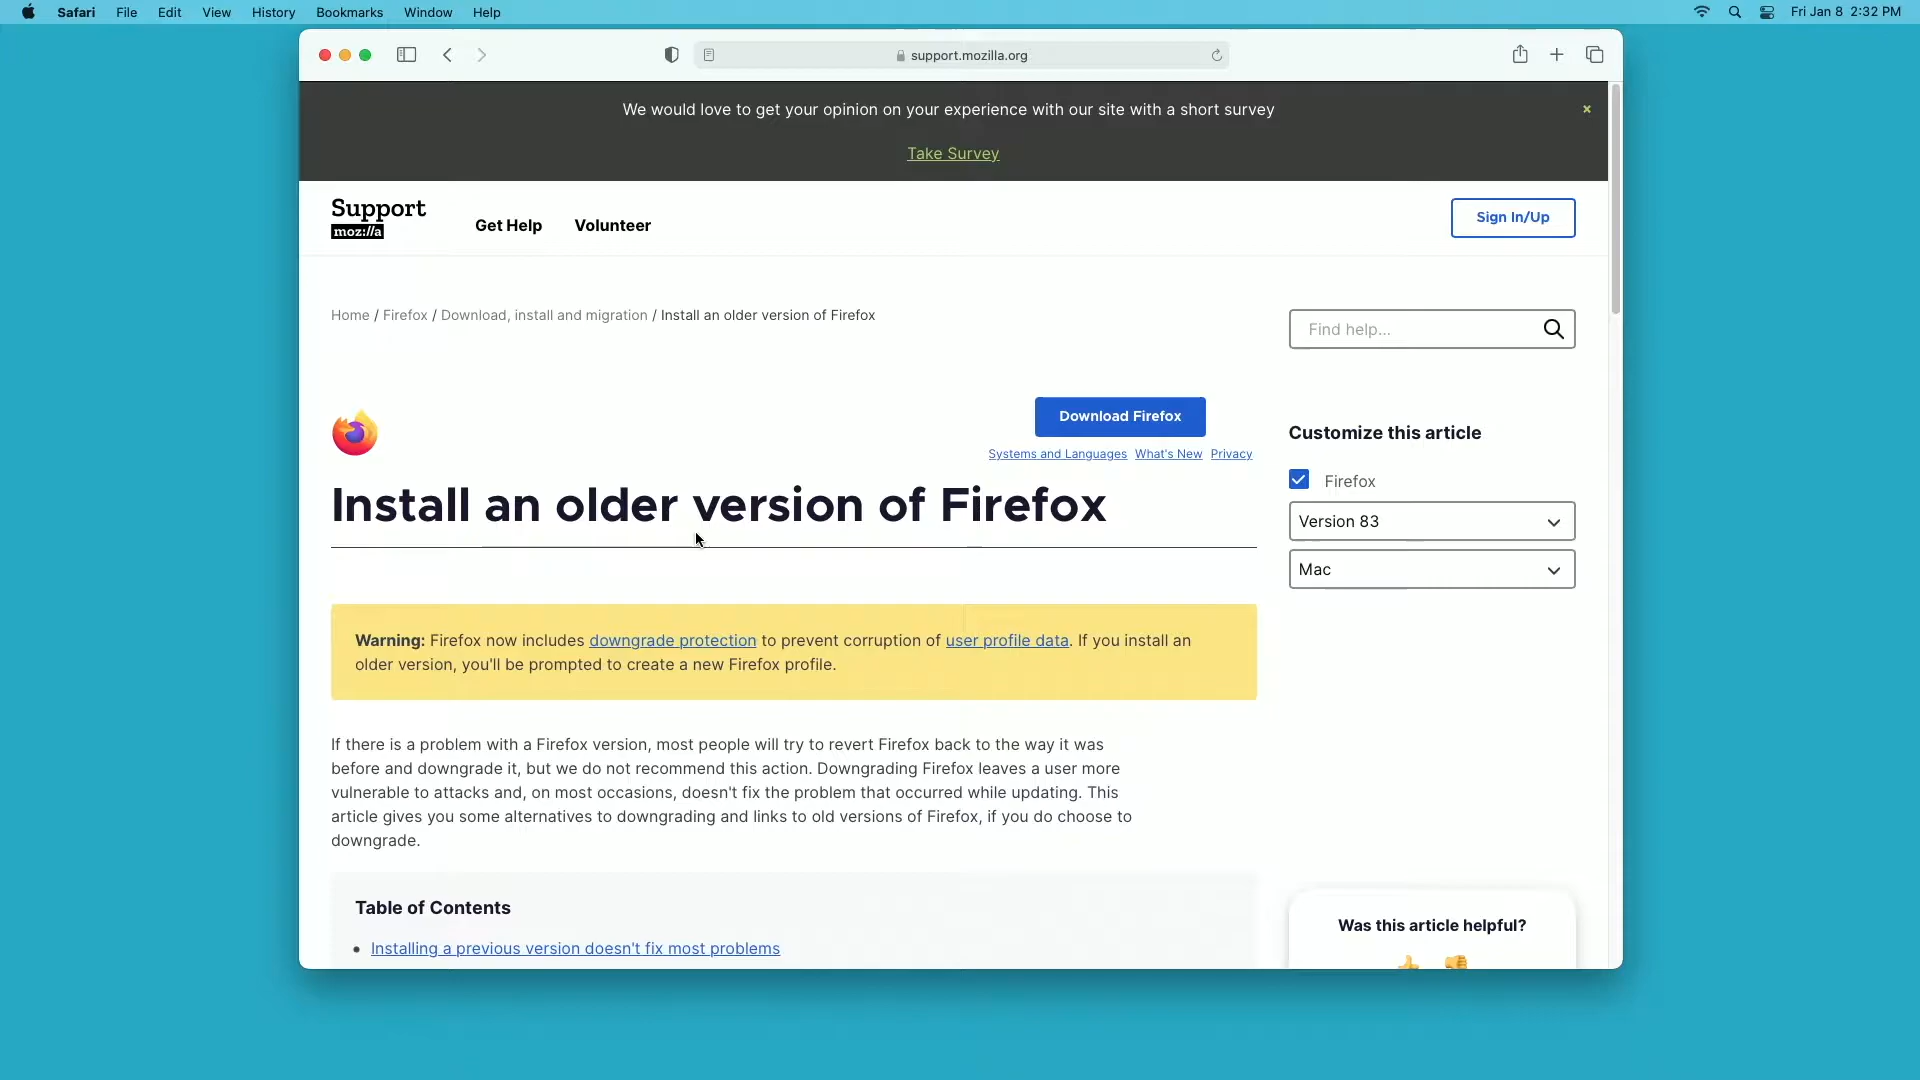 Safari File Edit View History Bookmarks Window Help Fri Jan 8 2:32 PM
support.mozilla.org
We would love to get your opinion on your experience with our site with a short survey ×
Take Survey
Support
moz://a
Get Help Volunteer
Sign In/Up
Home / Firefox / Download, install and migration / Install an older version of Firefox
Find help...
Download Firefox
Systems and Languages What's New Privacy
Customize this article
Firefox
Version 83
Mac
Install an older version of Firefox
Warning: Firefox now includes downgrade protection to prevent corruption of user profile data. If you install an
older version, you'll be prompted to create a new Firefox profile.
If there is a problem with a Firefox version, most people will try to revert Firefox back to the way it was
before and downgrade it, but we do not recommend this action. Downgrading Firefox leaves a user more
vulnerable to attacks and, on most occasions, doesn't fix the problem that occurred while updating. This
article gives you some alternatives to downgrading and links to old versions of Firefox, if you do choose to
downgrade.
Table of Contents
• Installing a previous version doesn't fix most problems
Was this article helpful?